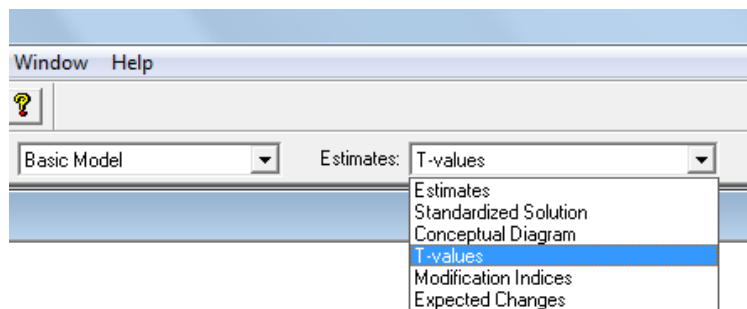 Window Help
?
Basic Model Estimates: T-values
Estimates
Standardized Solution
Conceptual Diagram
T-values
Modification Indices
Expected Changes